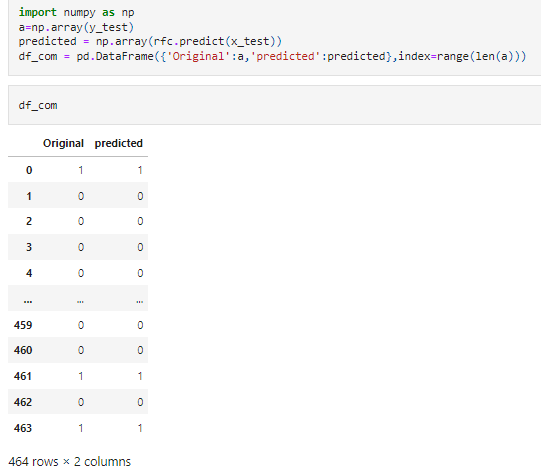 import numpy as np
a=np.array(y_test)
predicted = np.array(rfc.predict(x_test))
df_com = pd.DataFrame({'Original':a,'predicted':predicted},index=range(len(a)))
df_com
Original predicted
0 1 1
1 0 0
2 0 0
3 0 0
4 0 0
... ... ...
459 0 0
460 0 0
461 1 1
462 0 0
463 1 1
464 rows × 2 columns